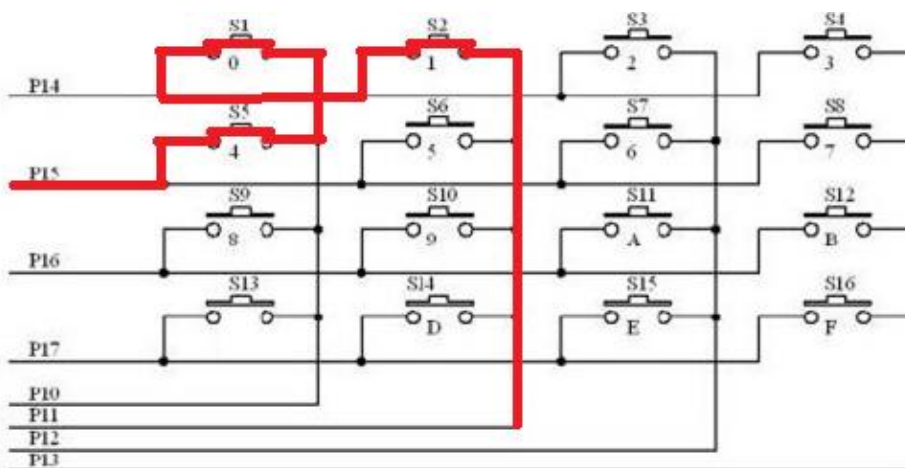 S1 S2 S3 S4
0 1 2 3
P14
S5 S6 S7 S8
4 5 6 7
P15
S9 S10 S11 S12
8 9 A B
P16
S13 S14 S15 S16
D E F
P17
P10
P11
P12
P13